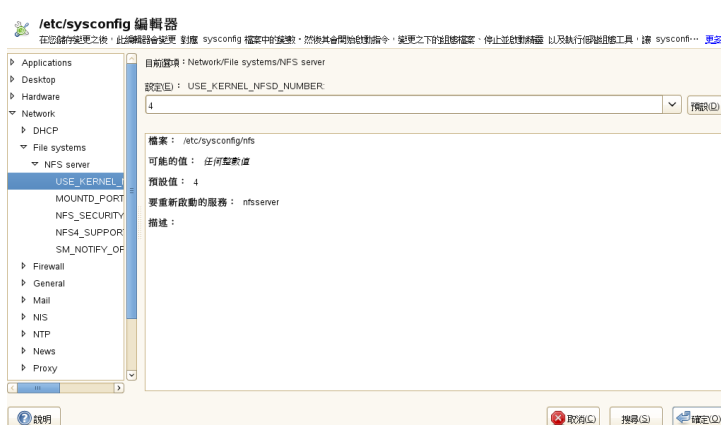 /etc/sysconfig 編輯器
在您儲存變更之後，此編輯器會變更 對應 sysconfig 檔案中的變數。然後其會開始啟動指令，變更之下的組態檔案、停止並啟動精靈 以及執行低階組態工具，讓 sysconfi⋯ 更多
Applications
Desktop
Hardware
Network
DHCP
File systems
NFS server
USE_KERNEL_N
MOUNTD_PORT
NFS_SECURITY
NFS4_SUPPOR
SM_NOTIFY_OP
Firewall
General
Mail
NIS
NTP
News
Proxy
目前選項：Network/File systems/NFS server
設定(E)： USE_KERNEL_NFSD_NUMBER:
4
預設(D)
檔案： /etc/sysconfig/nfs
可能的值： 任何整數值
預設值： 4
要重新啟動的服務： nfsserver
描述：
說明
取消(C)
搜尋(S)
確定(O)